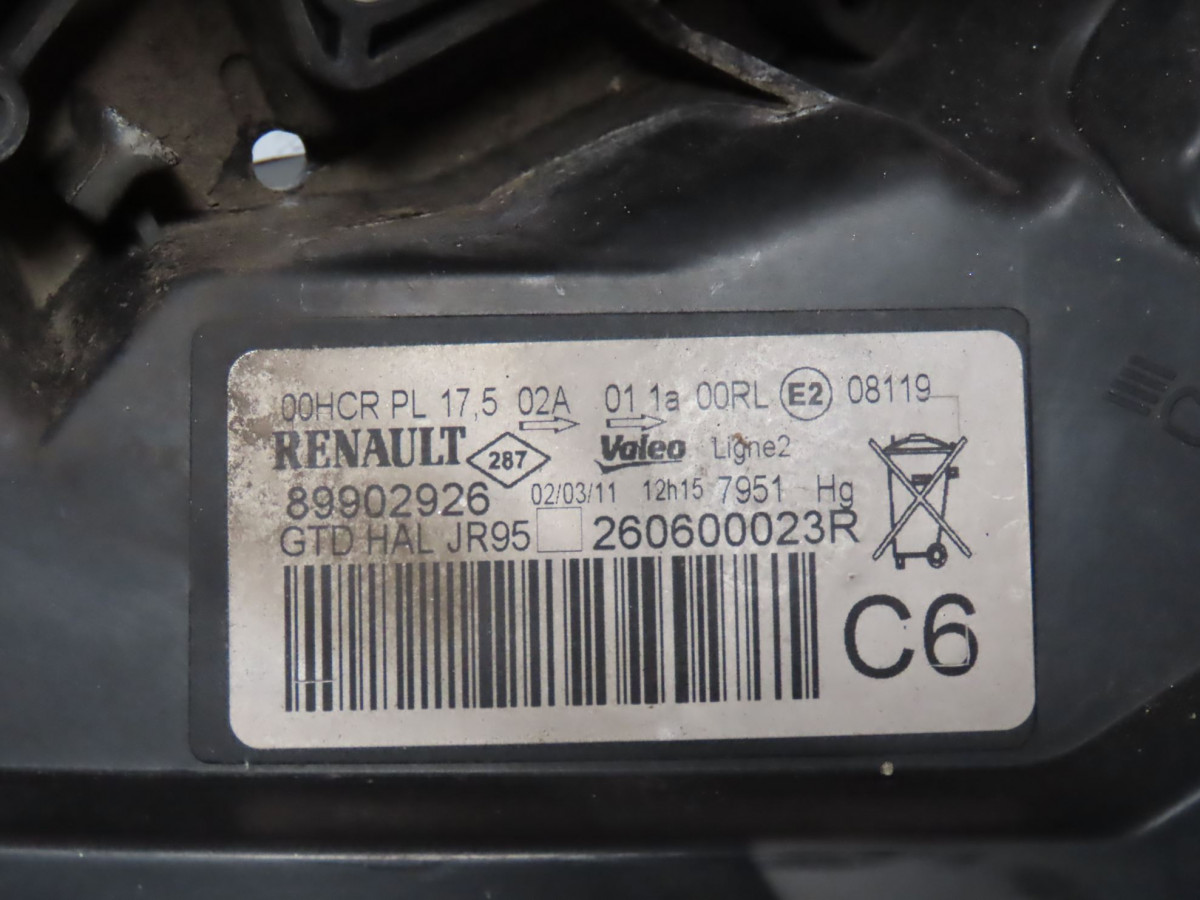 00HCR PL 17,5 02A 01 1a 00RL E2 08119
RENAULT 287 Valeo Ligne2
89902926 02/03/11 12h15 7951 Hg
GTD HAL JR95 260600023R
C6